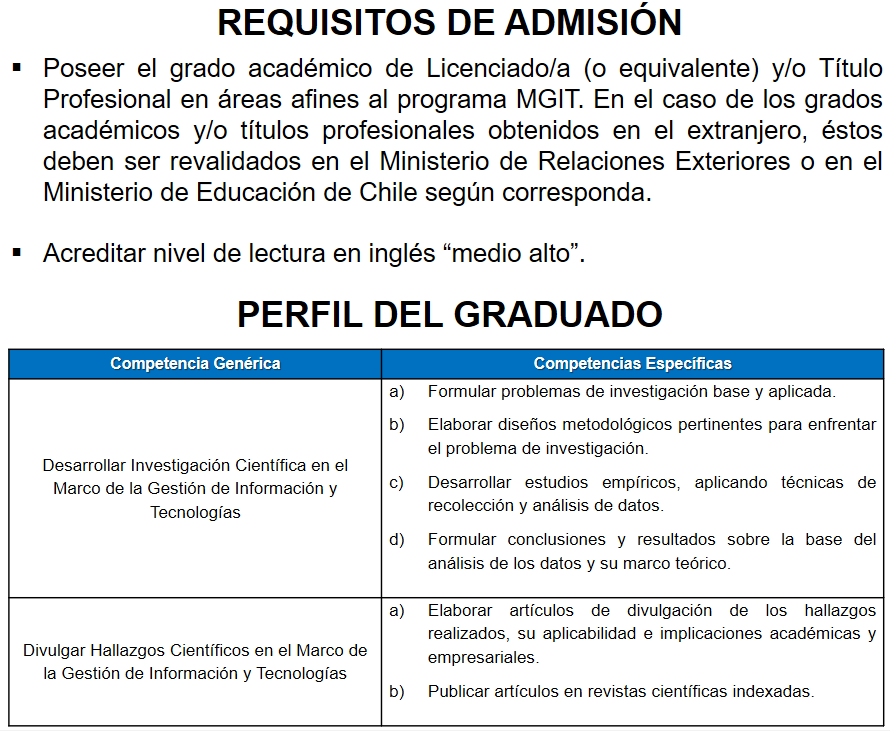 REQUISITOS DE ADMISIÓN
▪ Poseer el grado académico de Licenciado/a (o equivalente) y/o Título
Profesional en áreas afines al programa MGIT. En el caso de los grados
académicos y/o títulos profesionales obtenidos en el extranjero, éstos
deben ser revalidados en el Ministerio de Relaciones Exteriores o en el
Ministerio de Educación de Chile según corresponda.
▪ Acreditar nivel de lectura en inglés “medio alto”.
PERFIL DEL GRADUADO
Competencia Genérica
Competencias Específicas
Desarrollar Investigación Científica en el
Marco de la Gestión de Información y
Tecnologías
a) Formular problemas de investigación base y aplicada.
b) Elaborar diseños metodológicos pertinentes para enfrentar
el problema de investigación.
c) Desarrollar estudios empíricos, aplicando técnicas de
recolección y análisis de datos.
d) Formular conclusiones y resultados sobre la base del
análisis de los datos y su marco teórico.
Divulgar Hallazgos Científicos en el Marco de
la Gestión de Información y Tecnologías
a) Elaborar artículos de divulgación de los hallazgos
realizados, su aplicabilidad e implicaciones académicas y
empresariales.
b) Publicar artículos en revistas científicas indexadas.